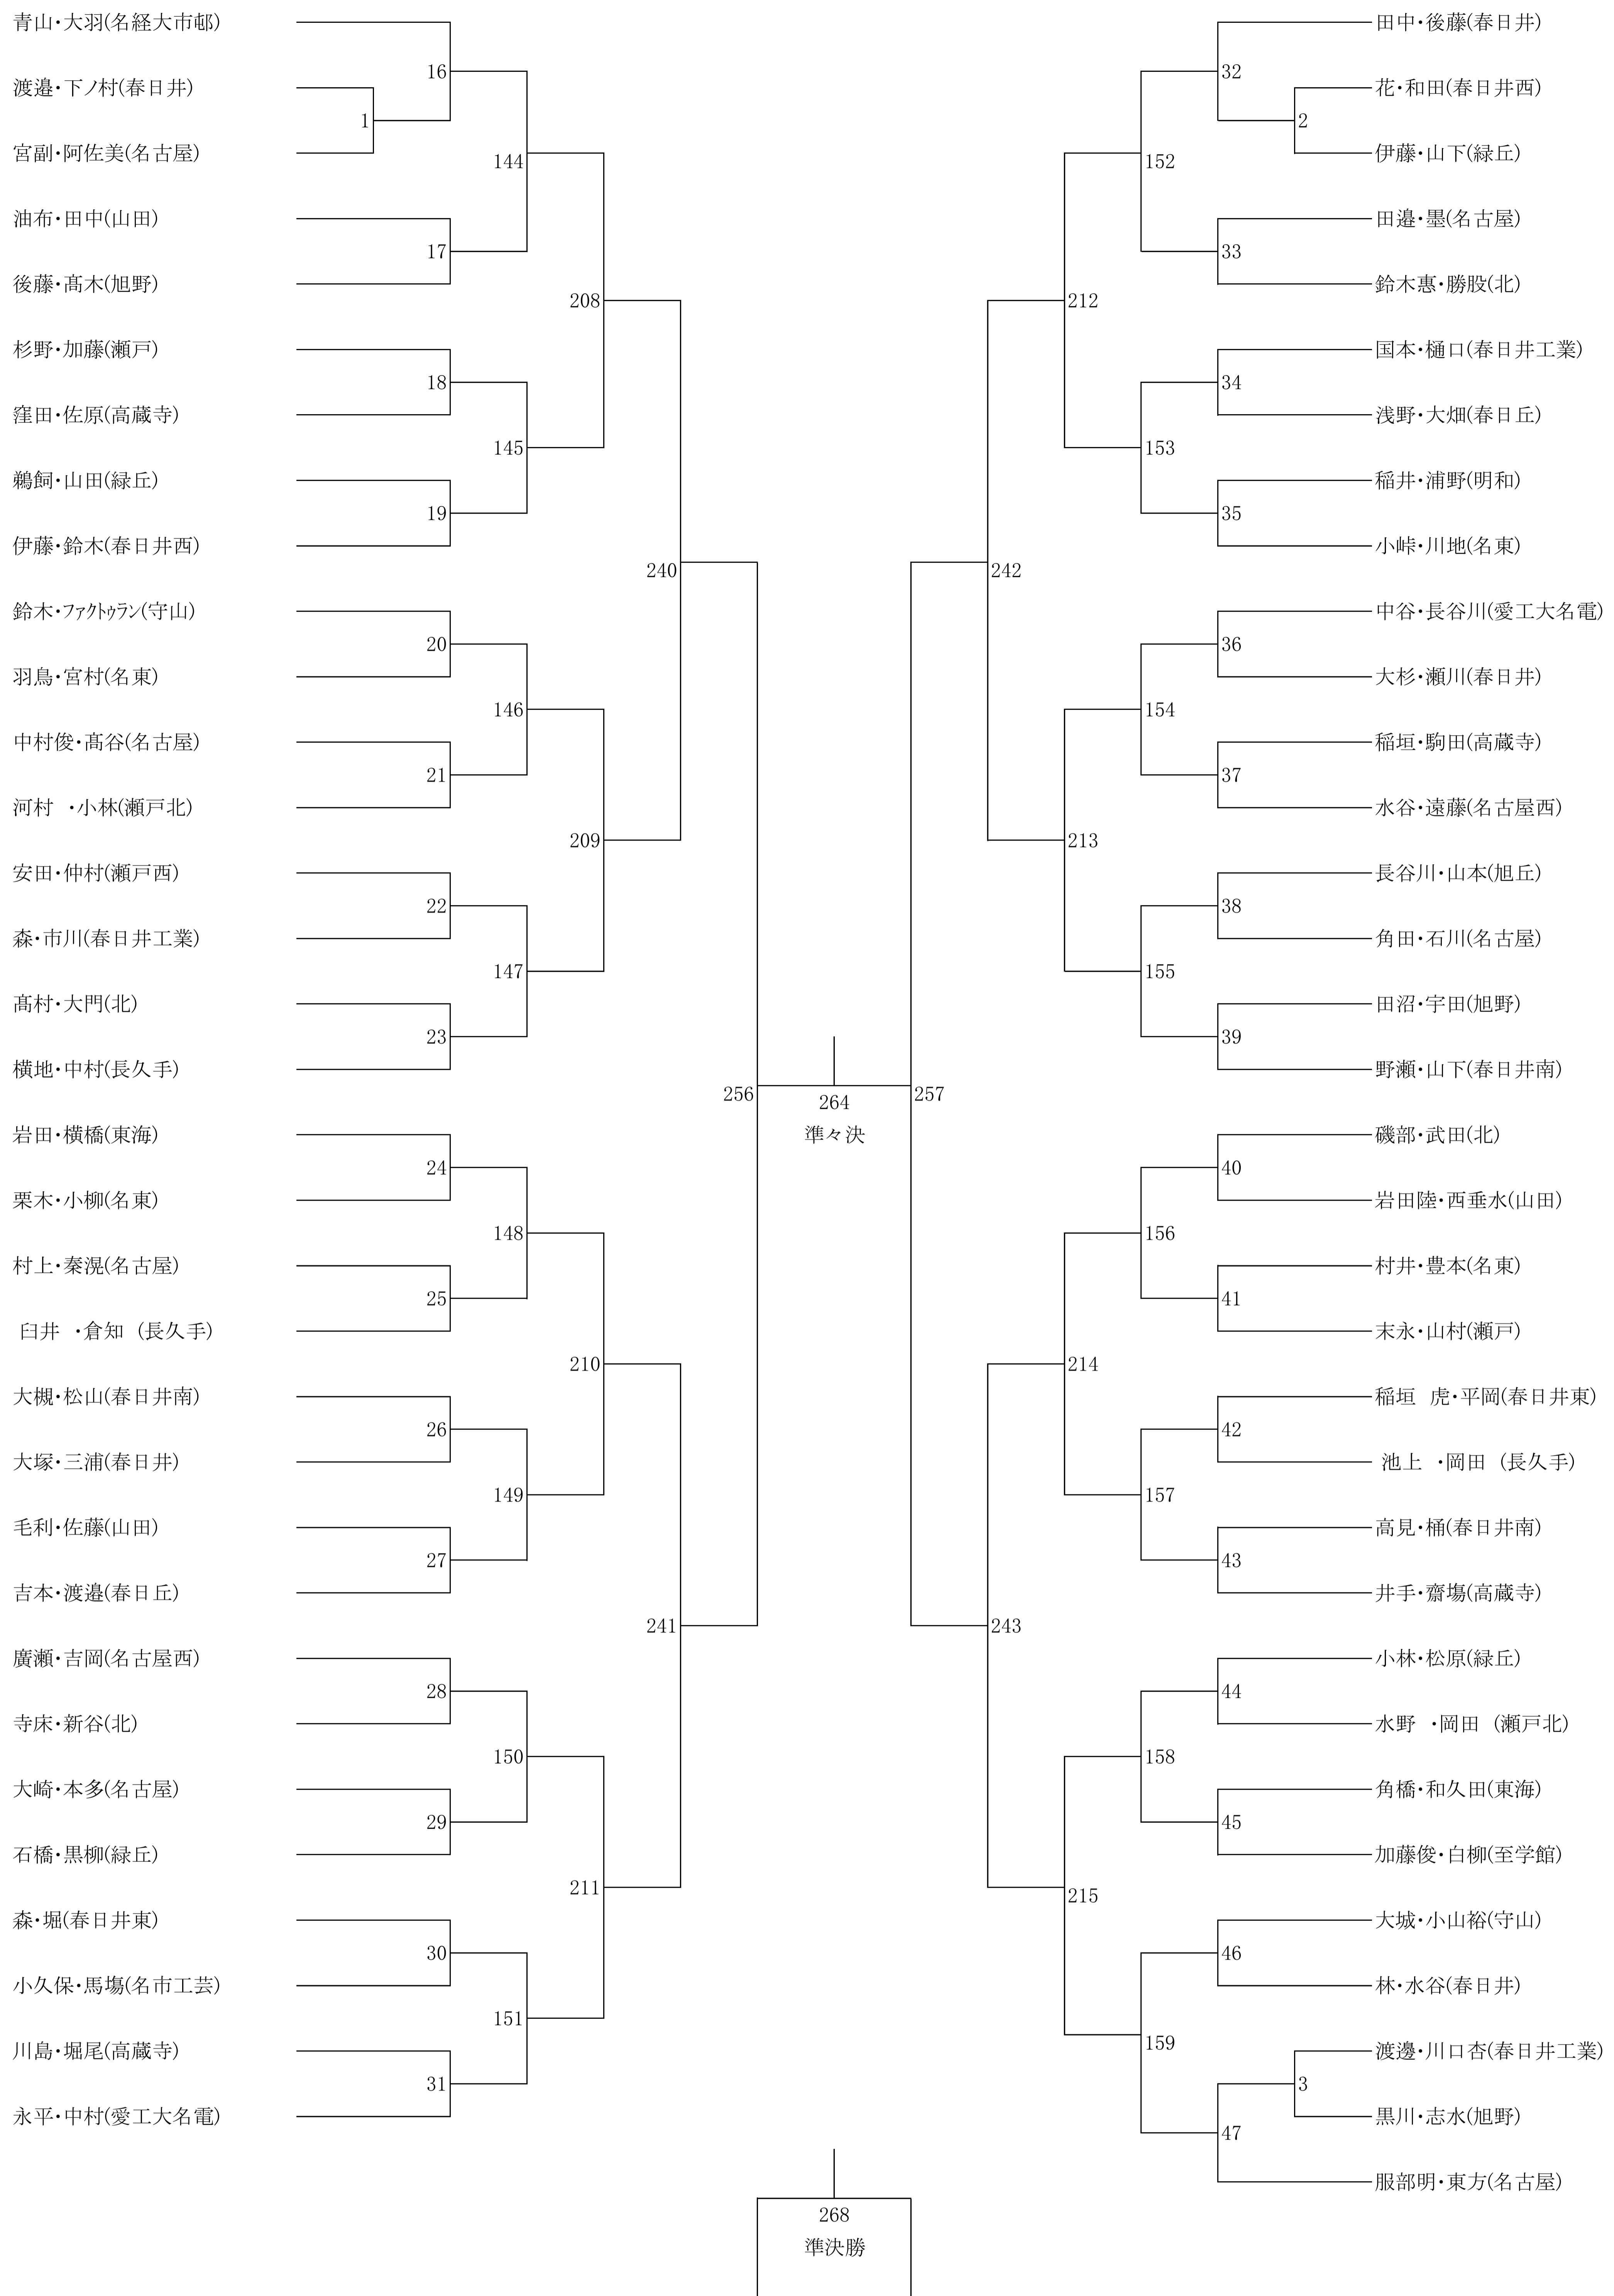 青山・大羽(名経大市邨)
16
渡邉・下ノ村(春日井)
1
宮副・阿佐美(名古屋)
144
油布・田中(山田)
17
後藤・髙木(旭野)
208
杉野・加藤(瀬戸)
18
窪田・佐原(高蔵寺)
145
鵜飼・山田(緑丘)
19
伊藤・鈴木(春日井西)
240
鈴木・ファクトゥラン(守山)
20
羽鳥・宮村(名東)
146
中村俊・髙谷(名古屋)
21
河村 ・小林(瀬戸北)
209
安田・仲村(瀬戸西)
22
森・市川(春日井工業)
147
髙村・大門(北)
23
横地・中村(長久手)
256
岩田・横橋(東海)
24
栗木・小柳(名東)
148
村上・秦滉(名古屋)
25
臼井 ・倉知 (長久手)
210
大槻・松山(春日井南)
26
大塚・三浦(春日井)
149
毛利・佐藤(山田)
27
吉本・渡邉(春日丘)
241
廣瀬・吉岡(名古屋西)
28
寺床・新谷(北)
150
大崎・本多(名古屋)
29
石橋・黒柳(緑丘)
211
森・堀(春日井東)
30
小久保・馬塲(名市工芸)
151
川島・堀尾(高蔵寺)
31
永平・中村(愛工大名電)
264
準々決
田中・後藤(春日井)
32
花・和田(春日井西)
2
伊藤・山下(緑丘)
152
田邉・墨(名古屋)
33
鈴木惠・勝股(北)
212
国本・樋口(春日井工業)
34
浅野・大畑(春日丘)
153
稲井・浦野(明和)
35
小峠・川地(名東)
242
中谷・長谷川(愛工大名電)
36
大杉・瀬川(春日井)
154
稲垣・駒田(高蔵寺)
37
水谷・遠藤(名古屋西)
213
長谷川・山本(旭丘)
38
角田・石川(名古屋)
155
田沼・宇田(旭野)
39
野瀬・山下(春日井南)
257
磯部・武田(北)
40
岩田陸・西垂水(山田)
156
村井・豊本(名東)
41
末永・山村(瀬戸)
214
稲垣 虎・平岡(春日井東)
42
池上 ・岡田 (長久手)
157
高見・桶(春日井南)
43
井手・齋塲(高蔵寺)
243
小林・松原(緑丘)
44
水野 ・岡田 (瀬戸北)
158
角橋・和久田(東海)
45
加藤俊・白柳(至学館)
215
大城・小山裕(守山)
46
林・水谷(春日井)
159
渡邊・川口杏(春日井工業)
3
黒川・志水(旭野)
47
服部明・東方(名古屋)
268
準決勝